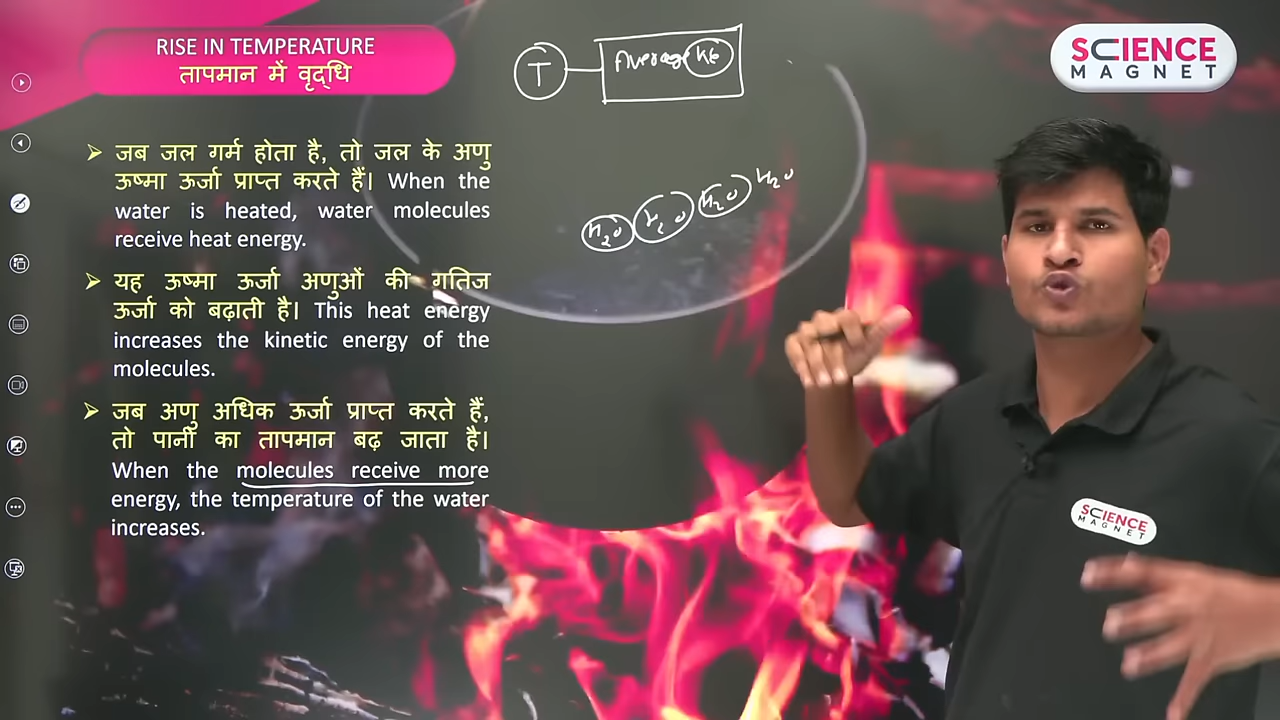 RISE IN TEMPERATURE
तापमान में वृद्धि
T
Average KE
SCIENCE
MAGNET
➢ जब जल गर्म होता है, तो जल के अणु
ऊष्मा ऊर्जा प्राप्त करते हैं। When the
water is heated, water molecules
receive heat energy.
H2O H2O H2O H2O
➢ यह ऊष्मा ऊर्जा अणुओं की गतिज
ऊर्जा को बढ़ाती है। This heat energy
increases the kinetic energy of the
molecules.
➢ जब अणु अधिक ऊर्जा प्राप्त करते हैं,
तो पानी का तापमान बढ़ जाता है।
When the molecules receive more
energy, the temperature of the water
increases.
SCIENCE
MAGNET